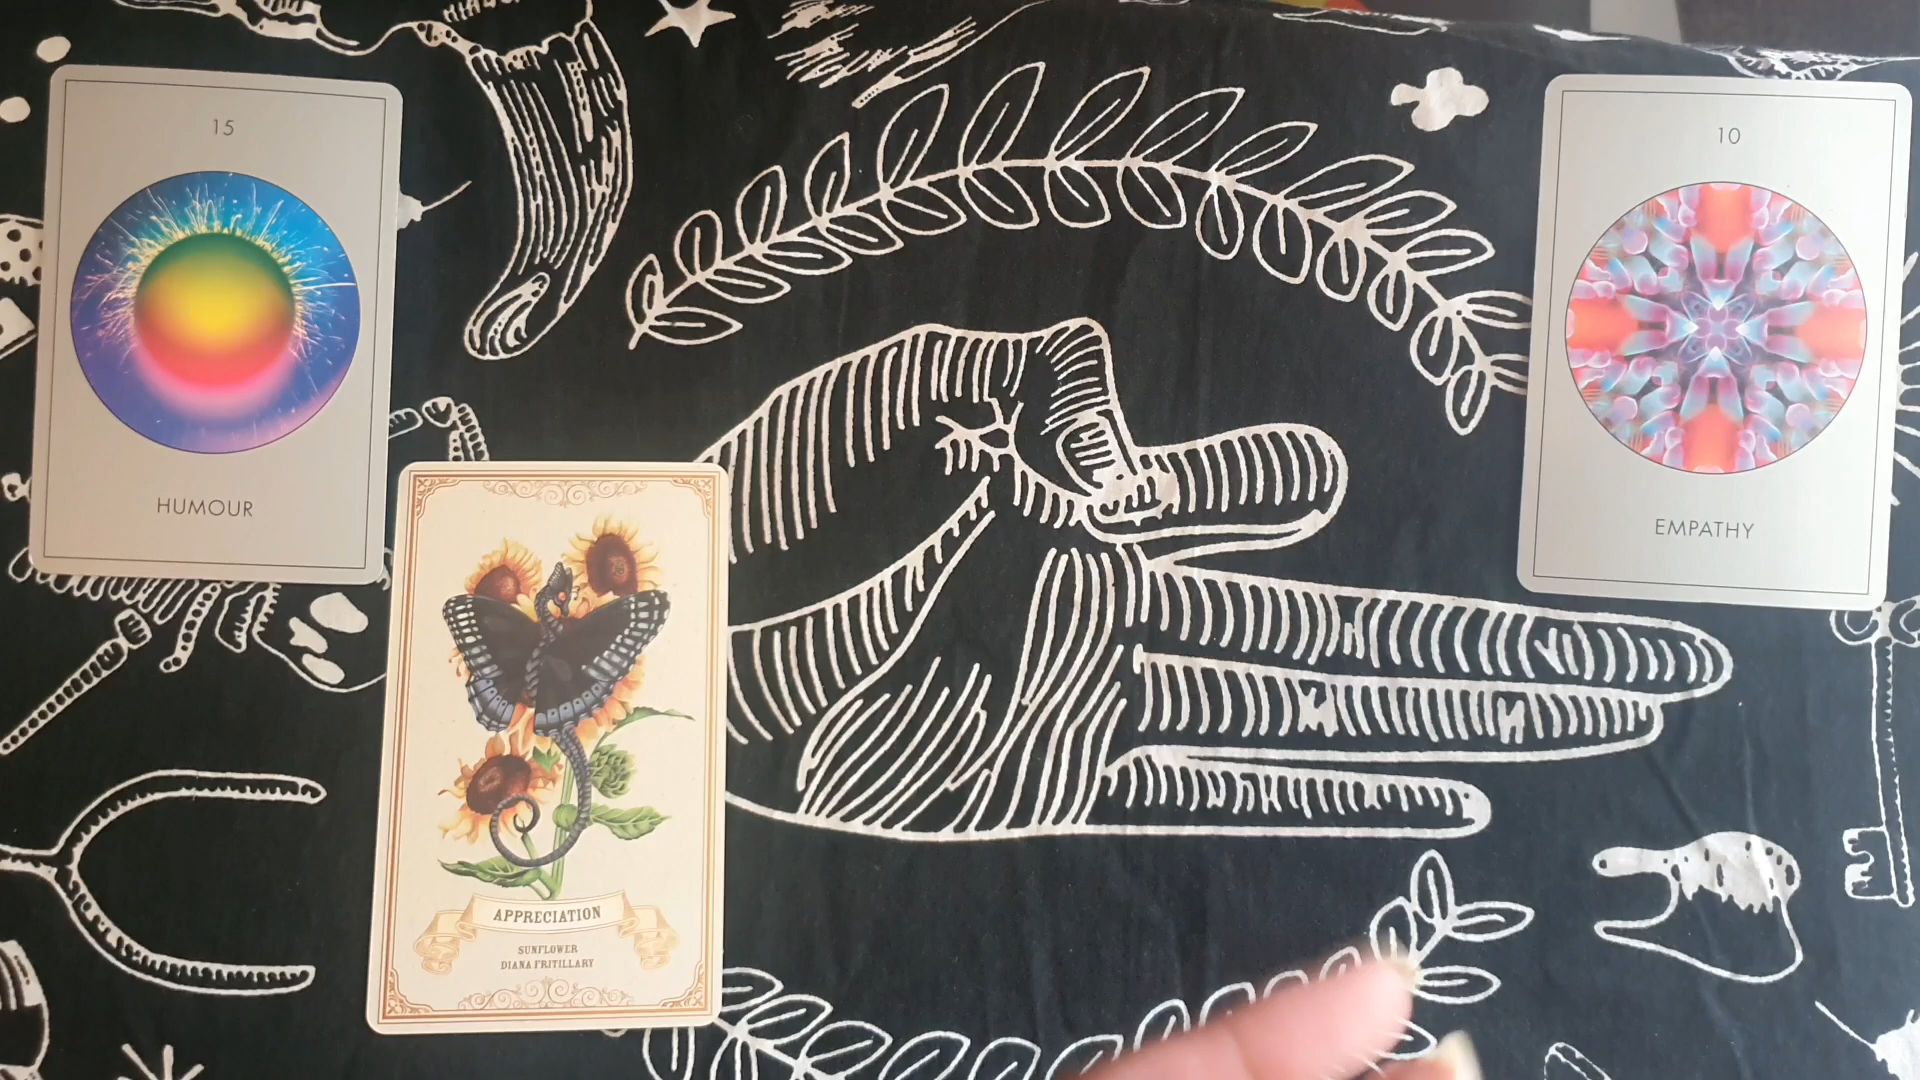 15
HUMOUR
10
EMPATHY
APPRECIATION
SUNFLOWER
DIANA FRITILLARY